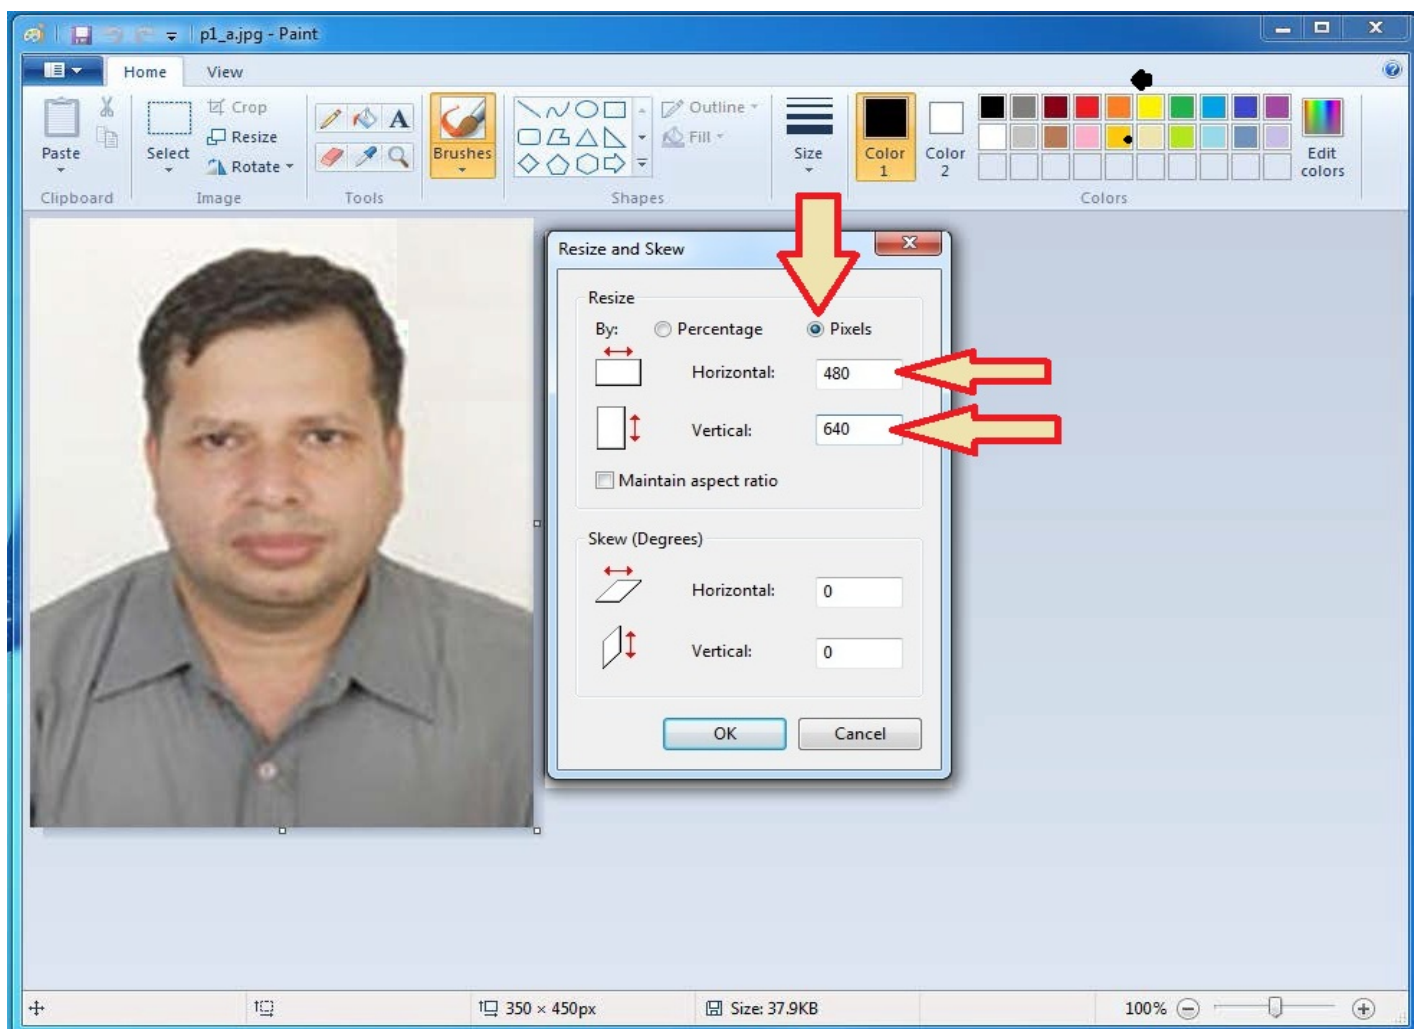 p1_a.jpg - Paint
Home View
Paste
Select
Crop
Resize
Rotate
A
Brushes
Outline
Fill
Size
Color 1
Color 2
Edit colors
Clipboard Image Tools Shapes Colors
Resize and Skew
Resize
By: Percentage Pixels
Horizontal: 480
Vertical: 640
Maintain aspect ratio
Skew (Degrees)
Horizontal: 0
Vertical: 0
OK Cancel
350 × 450px Size: 37.9KB 100%